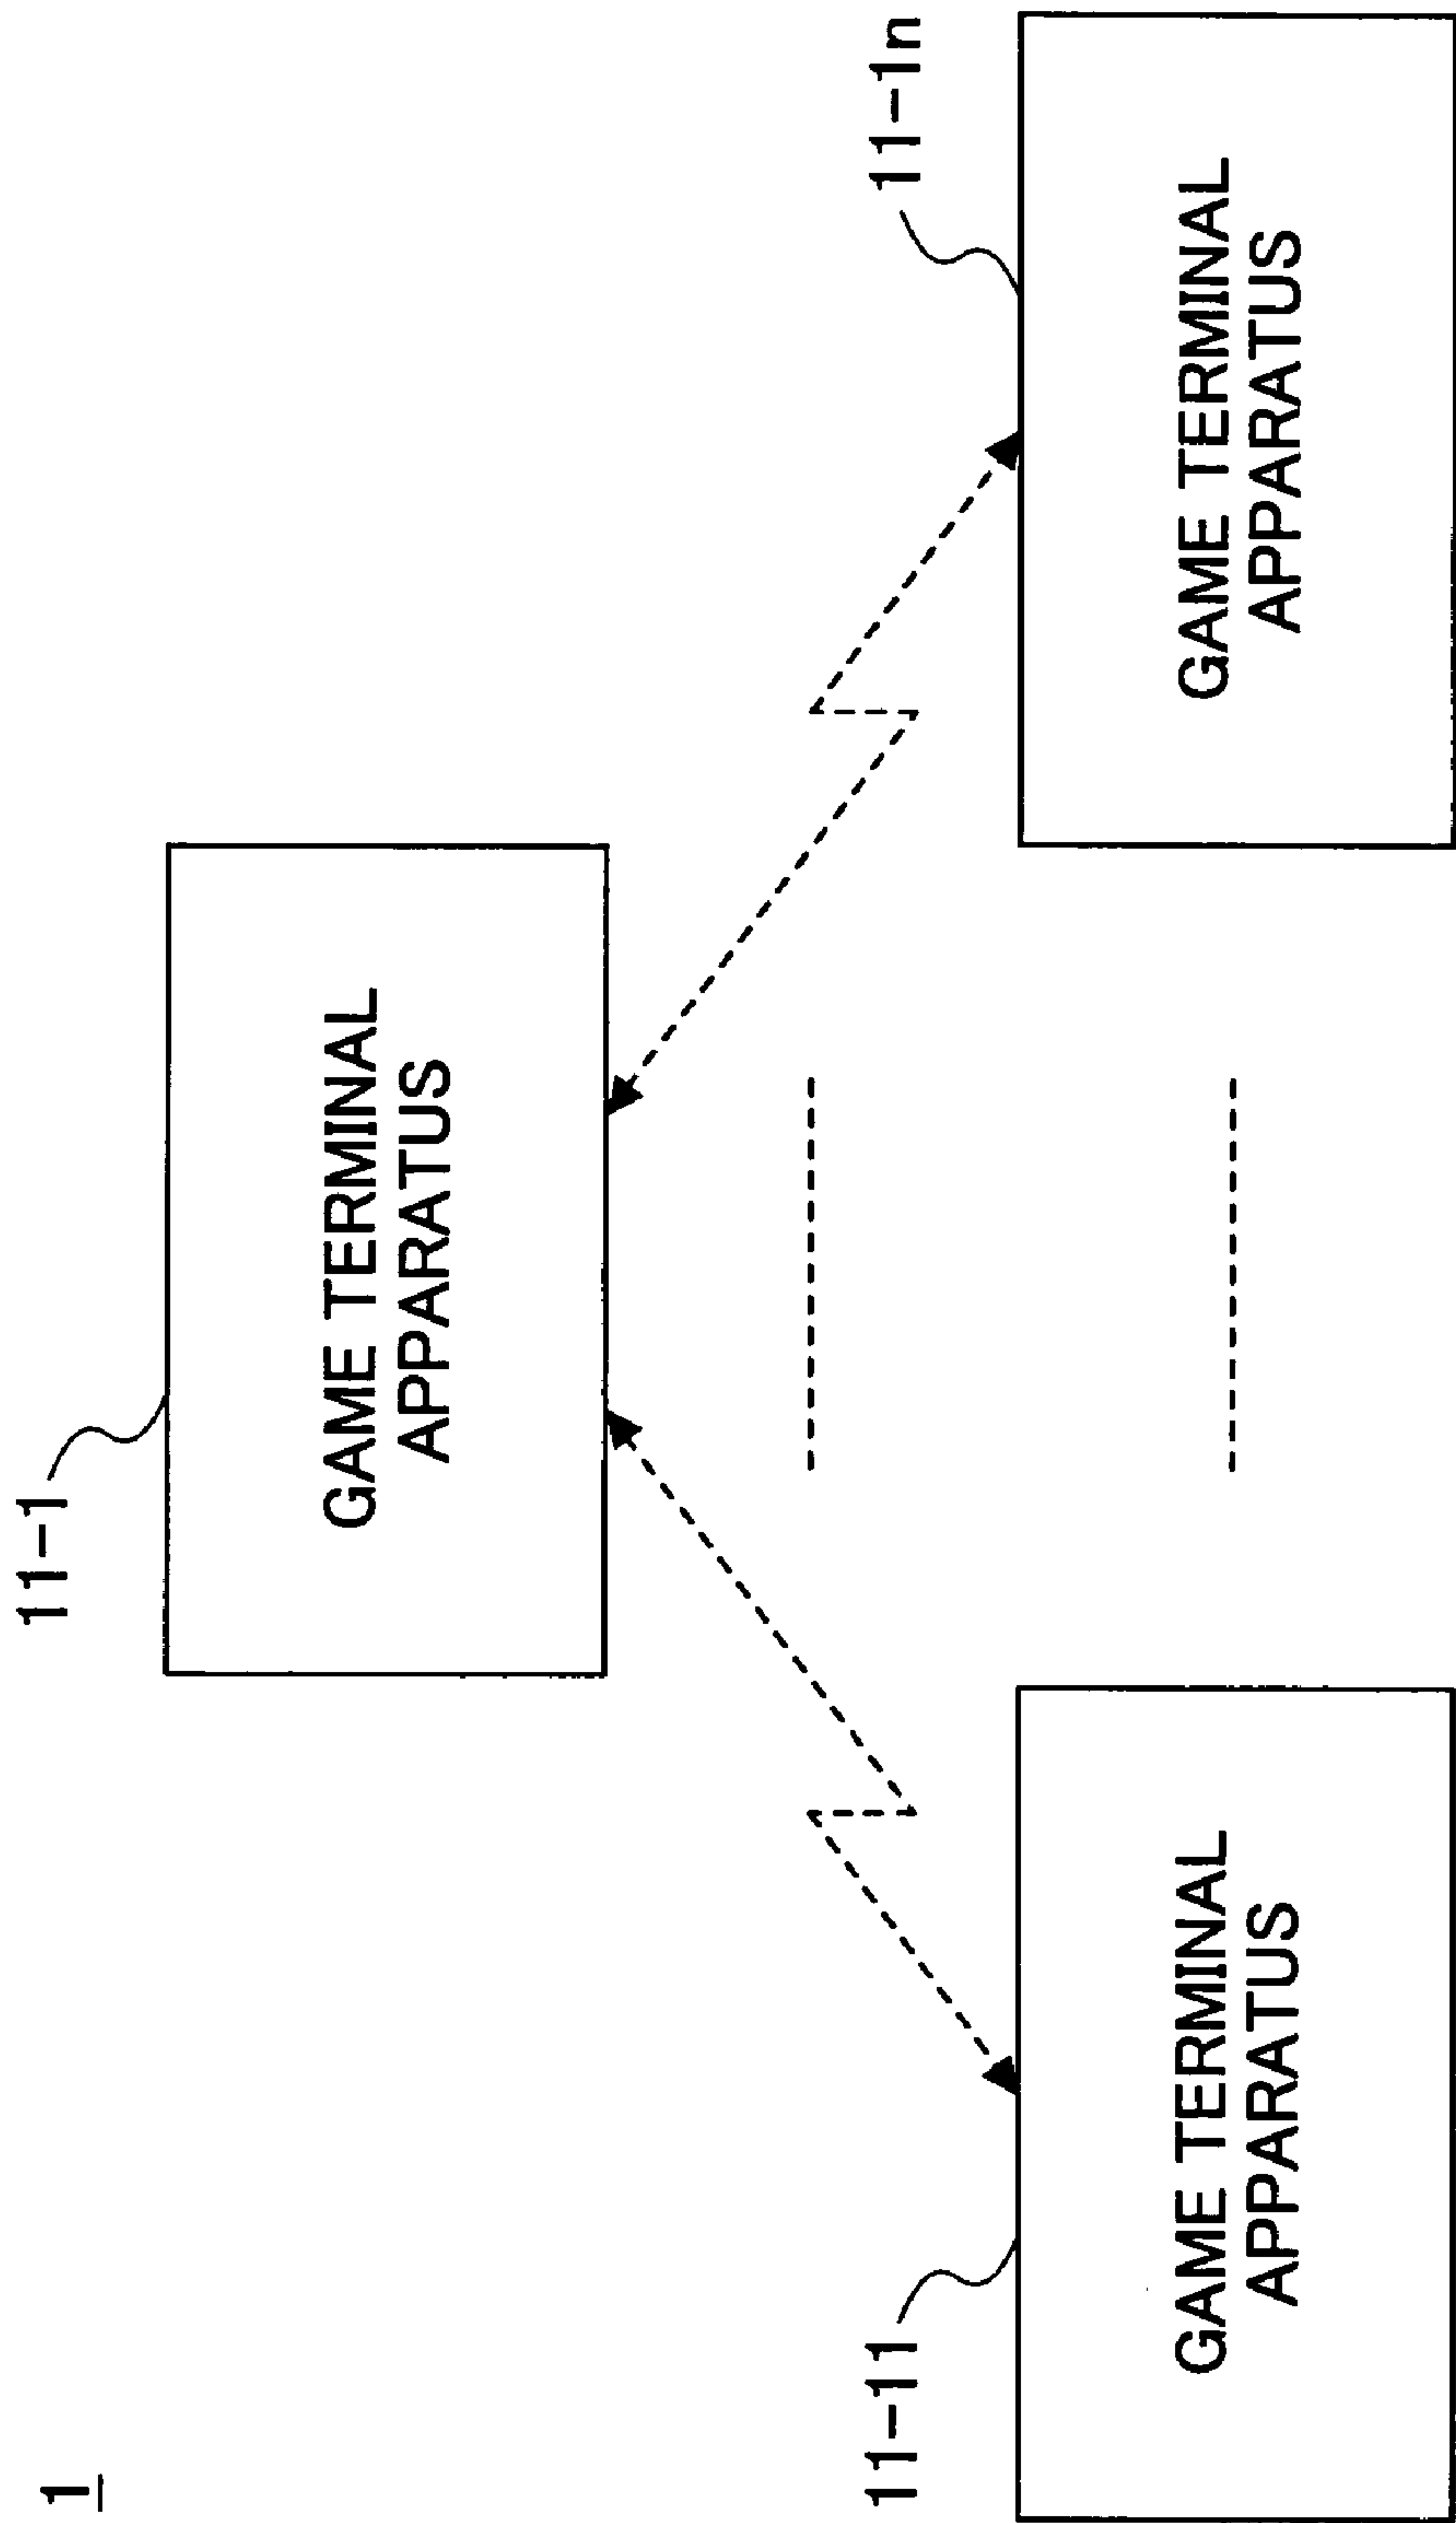 1
11-1
GAME TERMINAL
APPARATUS
11-11
GAME TERMINAL
APPARATUS
11-1n
GAME TERMINAL
APPARATUS